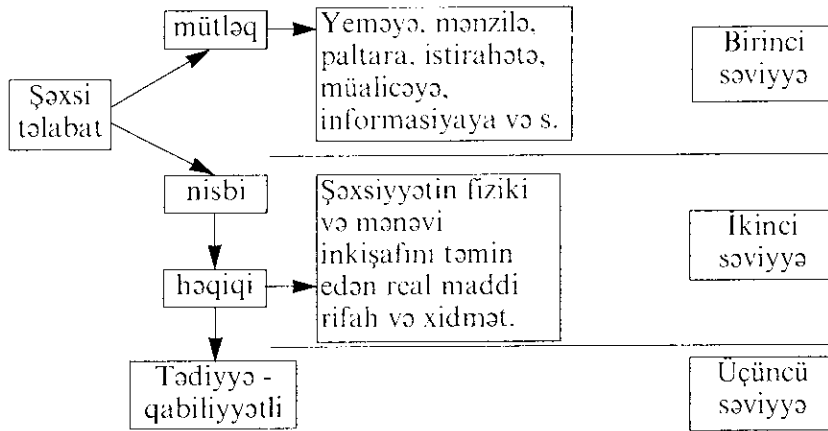 mütləq
Yeməyə, mənzilə,
paltara, istirahətə,
müalicəyə,
informasiyaya və s.
Birinci
səviyyə
Şəxsi
təlabat
nisbi
Şəxsiyyətin fiziki
və mənəvi
inkişafını təmin
edən real maddi
rifah və xidmət.
İkinci
səviyyə
həqiqi
Tədiyyə -
qabiliyyətli
Üçüncü
səviyyə